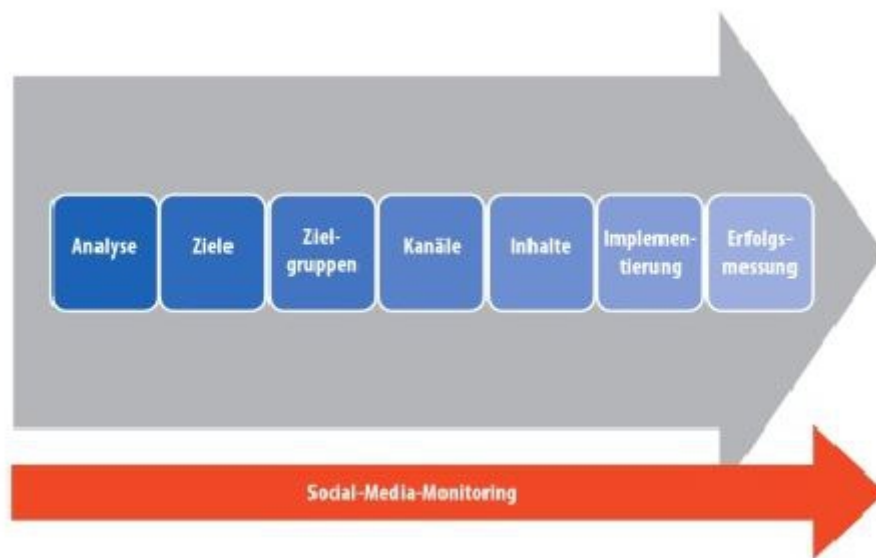 Analyse
Ziele
Ziel-
gruppen
Kanäle
Inhalte
Implemen-
tierung
Erfolgs-
messung
Social-Media-Monitoring